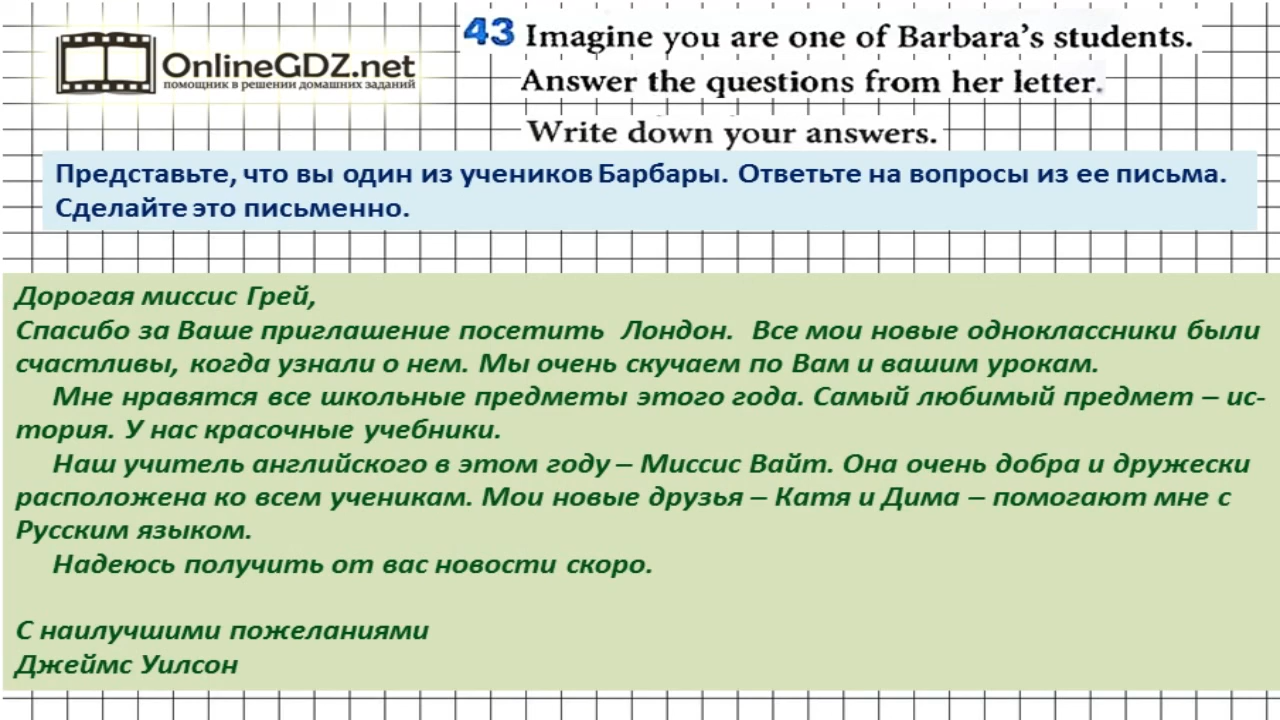 43 Imagine you are one of Barbara's students.
Answer the questions from her letter.
Write down your answers.
OnlineGDZ.net
помощник в решении домашних заданий
Представьте, что вы один из учеников Барбары. Ответьте на вопросы из ее письма.
Сделайте это письменно.
Дорогая миссис Грей,
Спасибо за Ваше приглашение посетить Лондон. Все мои новые одноклассники были
счастливы, когда узнали о нем. Мы очень скучаем по Вам и вашим урокам.
Мне нравятся все школьные предметы этого года. Самый любимый предмет – ис-
тория. У нас красочные учебники.
Наш учитель английского в этом году – Миссис Вайт. Она очень добра и дружески
расположена ко всем ученикам. Мои новые друзья – Катя и Дима – помогают мне с
Русским языком.
Надеюсь получить от вас новости скоро.
С наилучшими пожеланиями
Джеймс Уилсон